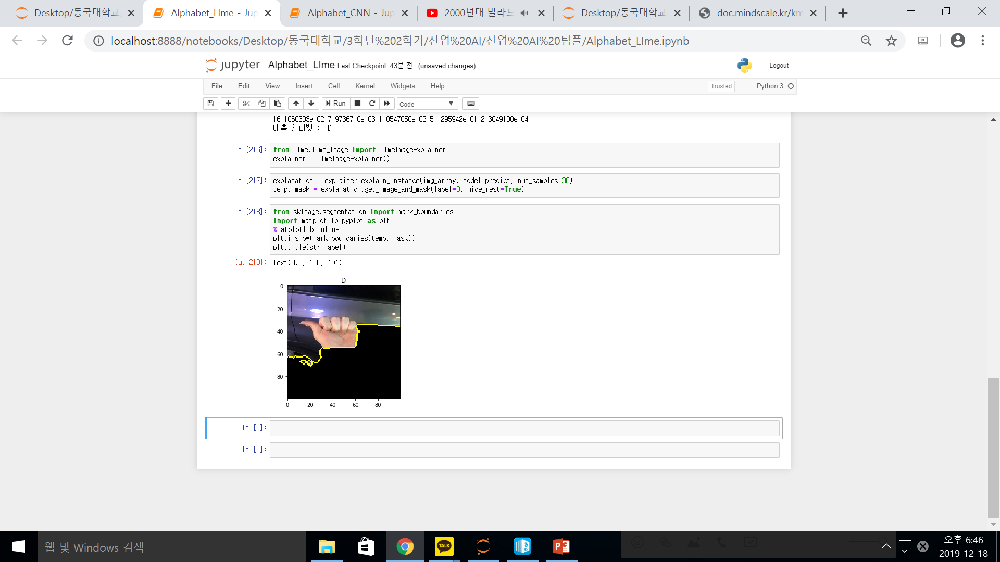 Desktop/동국대학교/
Alphabet_LIme - Jup
Alphabet_CNN - Jup
2000년대 발라드
Desktop/동국대학교
doc.mindscale.kr/km
localhost:8888/notebooks/Desktop/동국대학교/3학년%202학기/산업%20AI/산업%20AI%20팀플/Alphabet_LIme.ipynb
jupyter Alphabet_LIme Last Checkpoint: 43분 전 (unsaved changes)
Logout
File Edit View Insert Cell Kernel Widgets Help
Trusted
Python 3
Run
Code
[6.1860383e-02 7.9736710e-03 1.8547058e-02 5.1295942e-01 2.3849100e-04]
예측 알파벳 :  D
In [216]:
from lime.lime_image import LimeImageExplainer
explainer = LimeImageExplainer()
In [217]:
explanation = explainer.explain_instance(img_array, model.predict, num_samples=30)
temp, mask = explanation.get_image_and_mask(label=0, hide_rest=True)
In [218]:
from skimage.segmentation import mark_boundaries
import matplotlib.pyplot as plt
%matplotlib inline
plt.imshow(mark_boundaries(temp, mask))
plt.title(str_label)
Out[218]:
Text(0.5, 1.0, 'D')
D
0
20
40
60
80
0 20 40 60 80
In [ ]:
In [ ]:
웹 및 Windows 검색
TALK
오후 6:46
2019-12-18